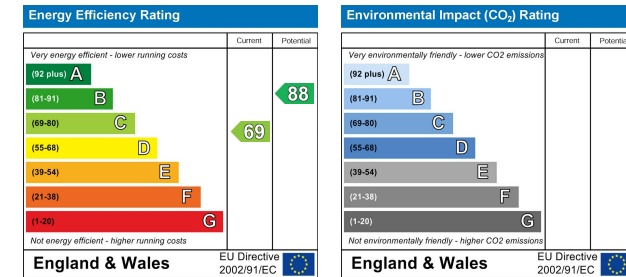 Energy Efficiency Rating
Current Potential
Very energy efficient - lower running costs
(92 plus) A
(81-91) B
(69-80) C
(55-68) D
(39-54) E
(21-38) F
(1-20) G
69
88
Not energy efficient - higher running costs
England & Wales
EU Directive
2002/91/EC
Environmental Impact (CO₂) Rating
Current Potential
Very environmentally friendly - lower CO2 emissions
(92 plus) A
(81-91) B
(69-80) C
(55-68) D
(39-54) E
(21-38) F
(1-20) G
Not environmentally friendly - higher CO2 emissions
England & Wales
EU Directive
2002/91/EC